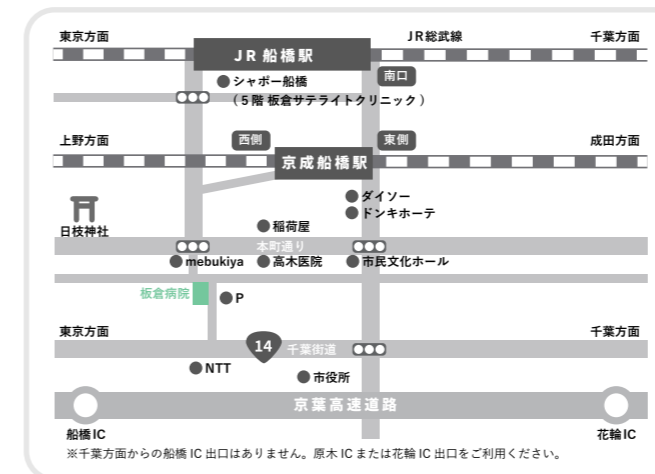 東京方面
JR総武線
千葉方面
JR 船橋駅
シャポー船橋
南口
（5階 板倉サテライトクリニック）
上野方面
西側
東側
成田方面
京成船橋駅
ダイソー
ドンキホーテ
日枝神社
稲荷屋
本町通り
mebukiya
高木医院
市民文化ホール
板倉病院
P
東京方面
千葉方面
14
千葉街道
NTT
市役所
京葉高速道路
船橋IC
花輪IC
※千葉方面からの船橋 IC 出口はありません。原木 IC または花輪 IC 出口をご利用ください。